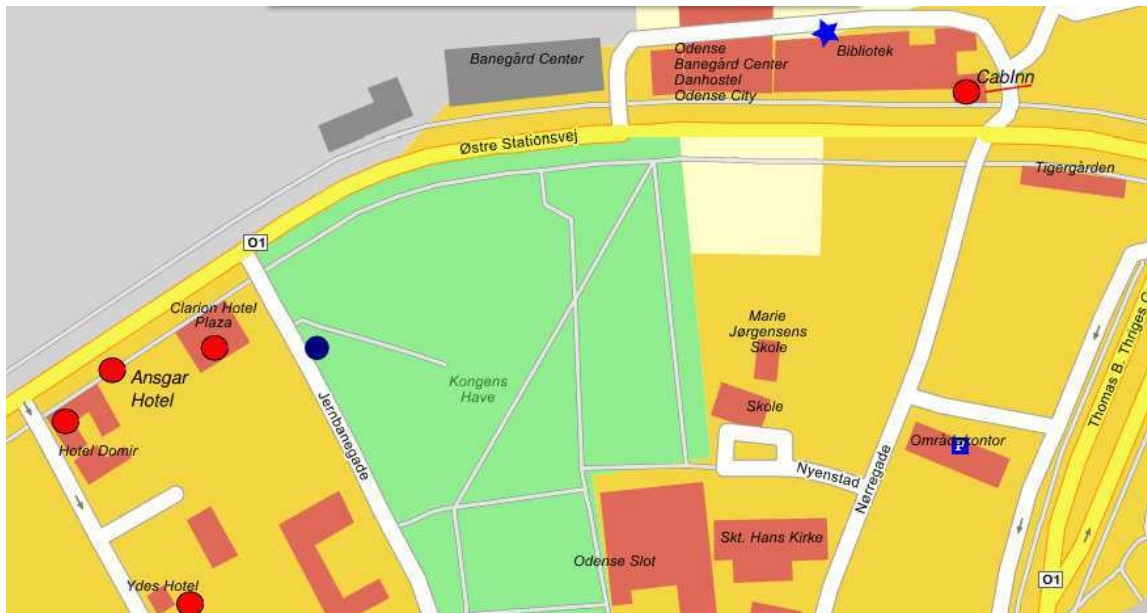 Banegård Center
Odense
Banegård Center
Danhostel
Odense City
Bibliotek
CabInn
Østre Stationsvej
Tigergården
O1
Clarion Hotel
Plaza
Marie
Jørgensens
Skole
Ansgar
Hotel
Kongens
Have
Jernbanegade
Skole
Hotel Domir
Områdekontor
P
Nyenstad
Nørregade
Thomas B. Thriges
Odense Slot
Skt. Hans Kirke
Ydes Hotel
O1